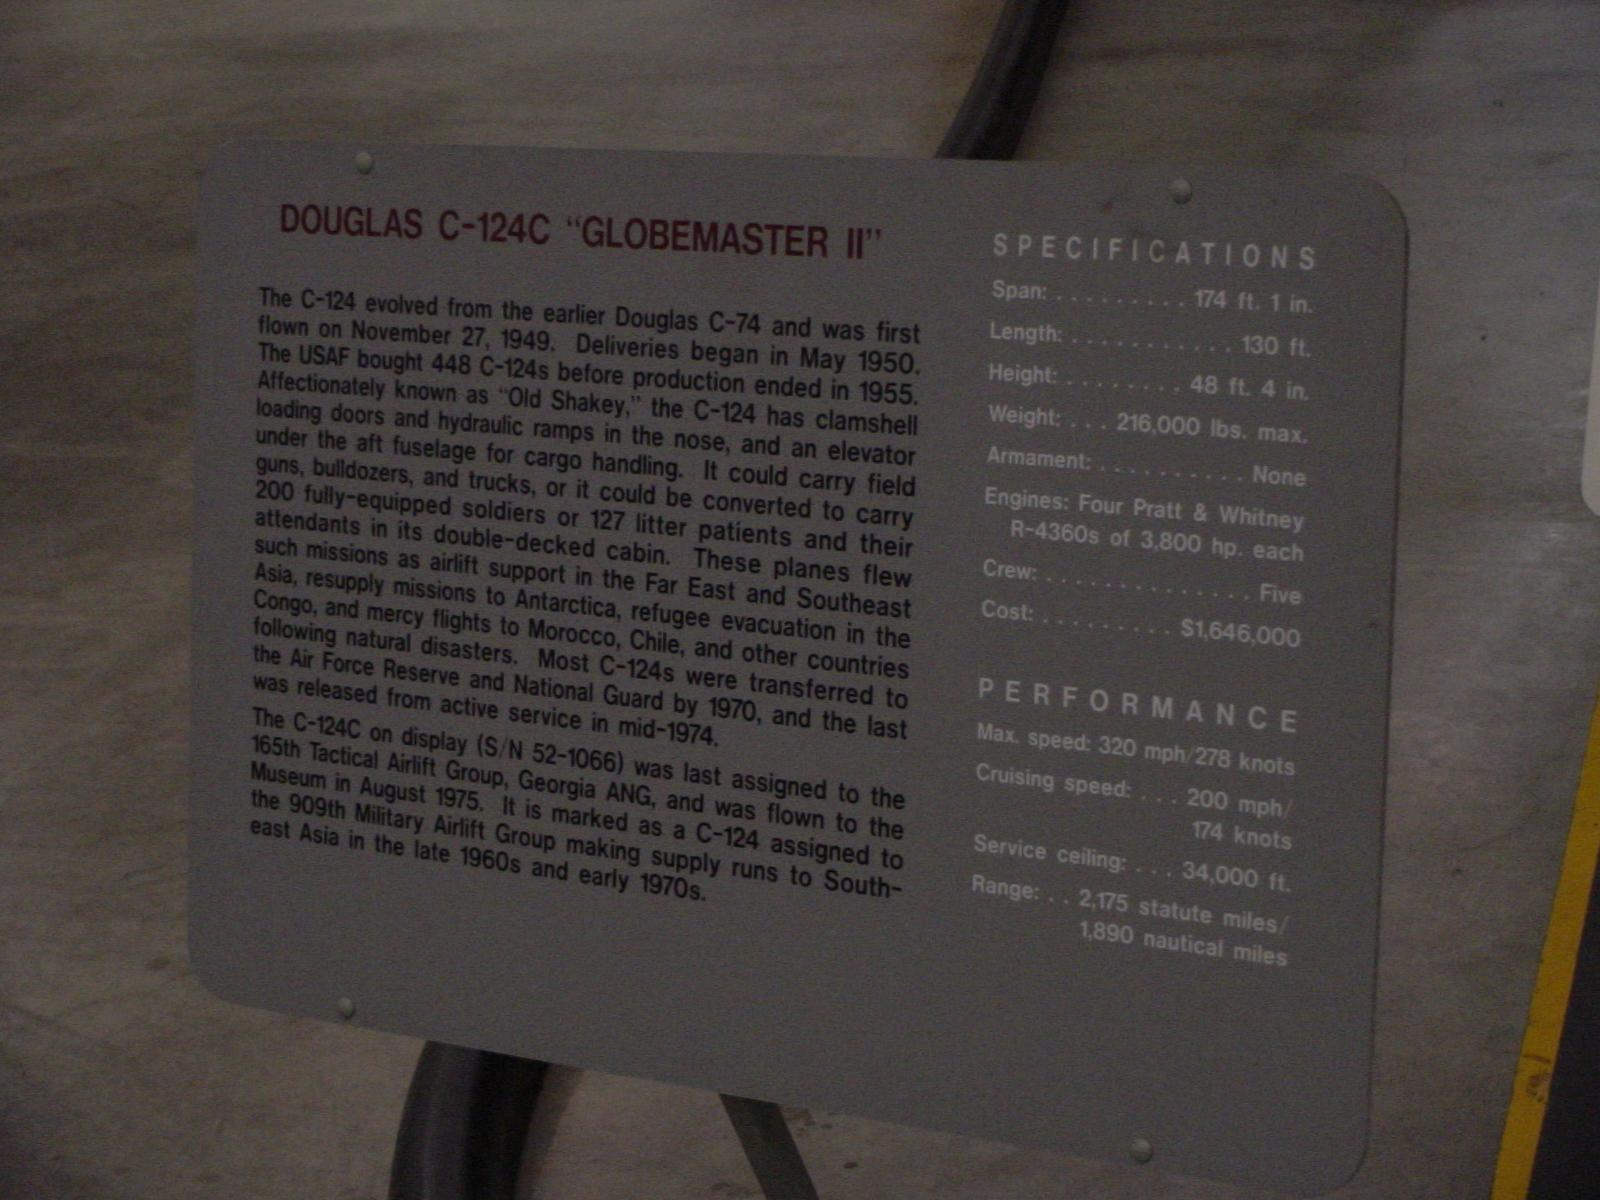 DOUGLAS C-124C "GLOBEMASTER II"
The C-124 evolved from the earlier Douglas C-74 and was first
flown on November 27, 1949. Deliveries began in May 1950.
The USAF bought 448 C-124s before production ended in 1955.
Affectionately known as "Old Shakey," the C-124 has clamshell
loading doors and hydraulic ramps in the nose, and an elevator
under the aft fuselage for cargo handling. It could carry field
guns, bulldozers, and trucks, or it could be converted to carry
200 fully-equipped soldiers or 127 litter patients and their
attendants in its double-decked cabin. These planes flew
such missions as airlift support in the Far East and Southeast
Asia, resupply missions to Antarctica, refugee evacuation in the
Congo, and mercy flights to Morocco, Chile, and other countries
following natural disasters. Most C-124s were transferred to
the Air Force Reserve and National Guard by 1970, and the last
was released from active service in mid-1974.
The C-124C on display (S/N 52-1066) was last assigned to the
165th Tactical Airlift Group, Georgia ANG, and was flown to the
Museum in August 1975. It is marked as a C-124 assigned to
the 909th Military Airlift Group making supply runs to South-
east Asia in the late 1960s and early 1970s.
SPECIFICATIONS
Span: . . . . . . . . . 174 ft. 1 in.
Length: . . . . . . . . . . . 130 ft.
Height: . . . . . . . . 48 ft. 4 in.
Weight: . . . 216,000 lbs. max.
Armament: . . . . . . . . . . None
Engines: Four Pratt & Whitney
R-4360s of 3,800 hp. each
Crew: . . . . . . . . . . . . . Five
Cost: . . . . . . . . . $1,646,000
PERFORMANCE
Max. speed: 320 mph/278 knots
Cruising speed: . . . 200 mph/
174 knots
Service ceiling: . . . 34,000 ft.
Range: . . 2,175 statute miles/
1,890 nautical miles